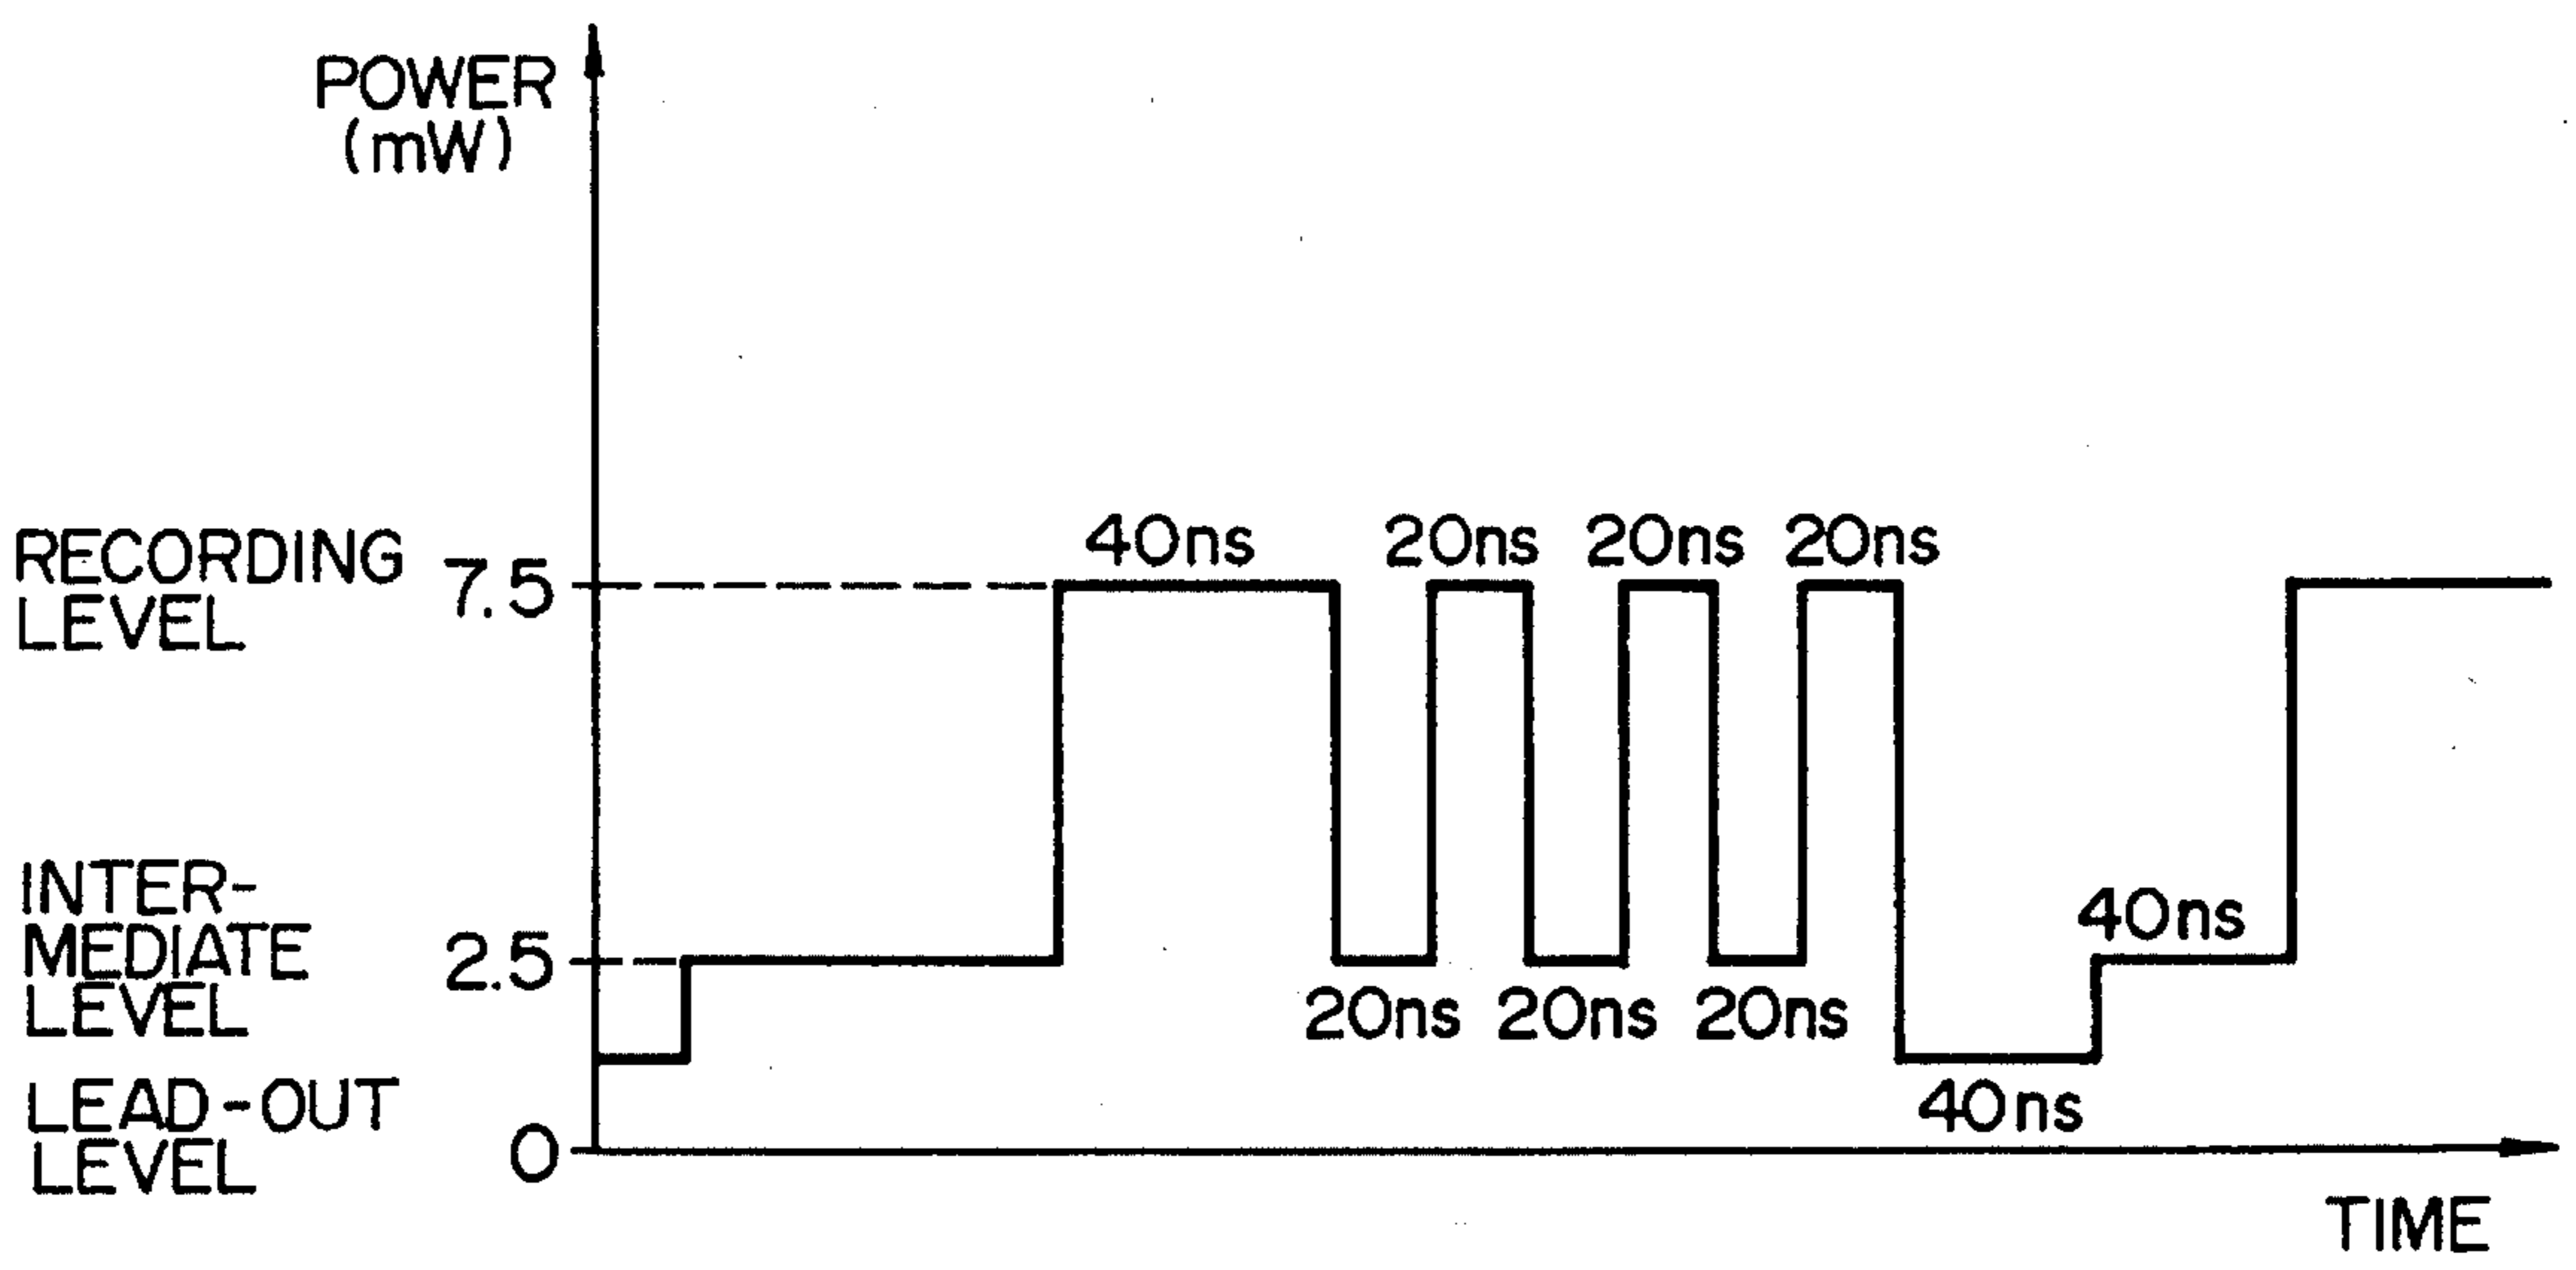 POWER
(mW)
40ns 20ns 20ns 20ns
RECORDING
LEVEL
7.5
INTER-
MEDIATE
LEVEL
2.5
40ns
20ns 20ns 20ns
LEAD-OUT
LEVEL
40ns
0
TIME